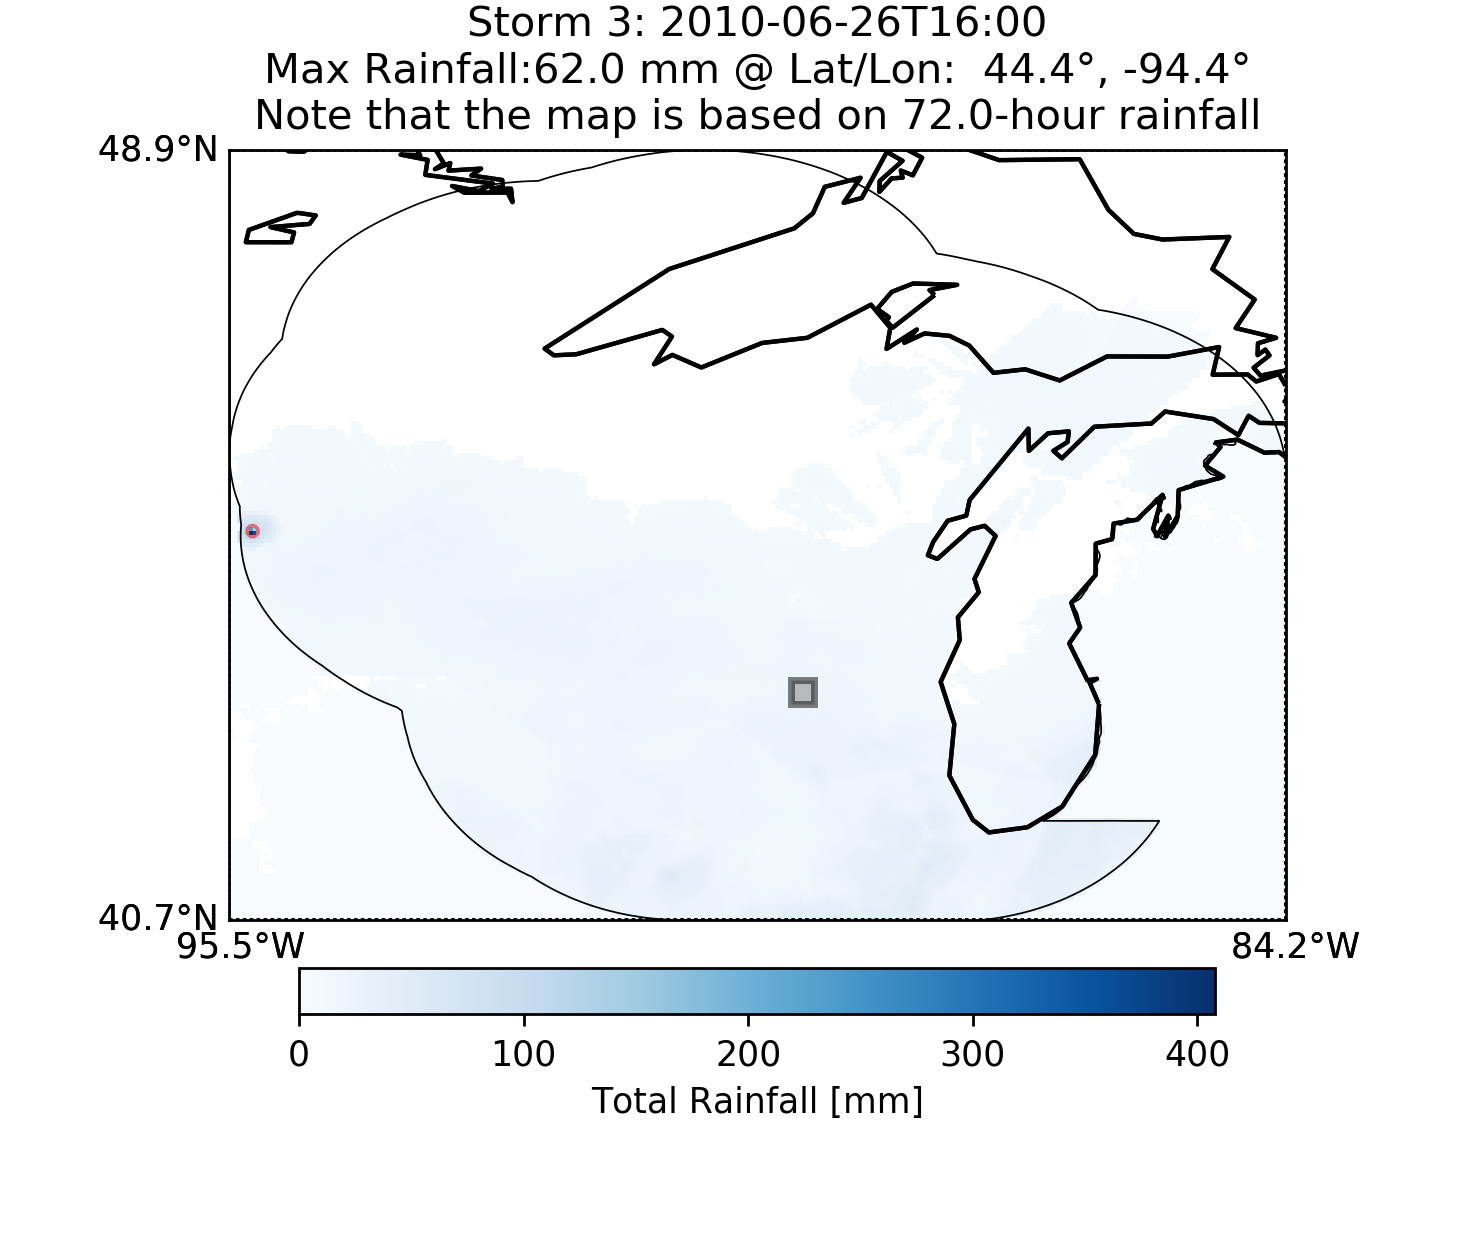 Storm 3: 2010-06-26T16:00
Max Rainfall:62.0 mm @ Lat/Lon:  44.4°, -94.4°
Note that the map is based on 72.0-hour rainfall
48.9°N
40.7°N
95.5°W 84.2°W
0 100 200 300 400
Total Rainfall [mm]